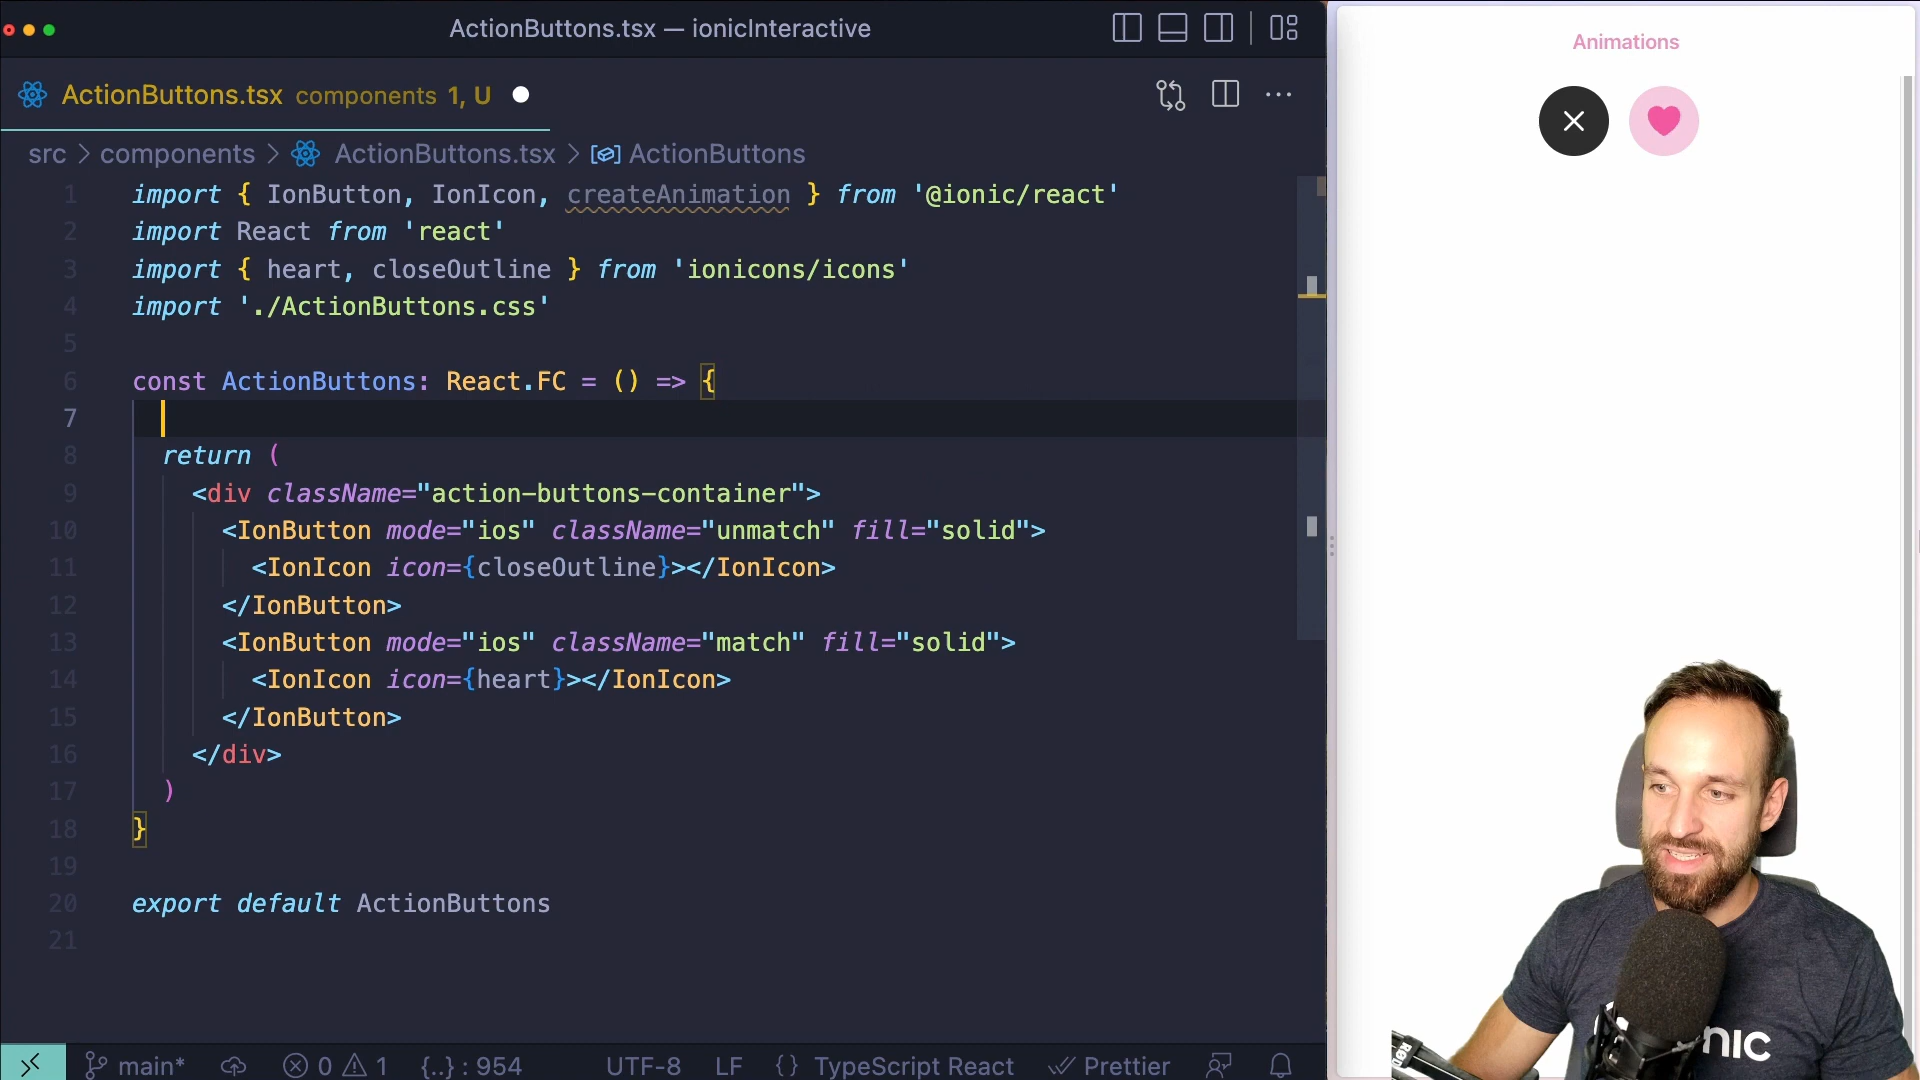 ActionButtons.tsx — ionicInteractive
ActionButtons.tsx components 1, U
src > components > ActionButtons.tsx > ActionButtons
1 import { IonButton, IonIcon, createAnimation } from '@ionic/react'
2 import React from 'react'
3 import { heart, closeOutline } from 'ionicons/icons'
4 import './ActionButtons.css'
5
6 const ActionButtons: React.FC = () => {
7
8 return (
9 <div className="action-buttons-container">
10 <IonButton mode="ios" className="unmatch" fill="solid">
11 <IonIcon icon={closeOutline}></IonIcon>
12 </IonButton>
13 <IonButton mode="ios" className="match" fill="solid">
14 <IonIcon icon={heart}></IonIcon>
15 </IonButton>
16 </div>
17 )
18 }
19
20 export default ActionButtons
21
main* 0 1 {..} : 954 UTF-8 LF {} TypeScript React Prettier
Animations
RØD
nic